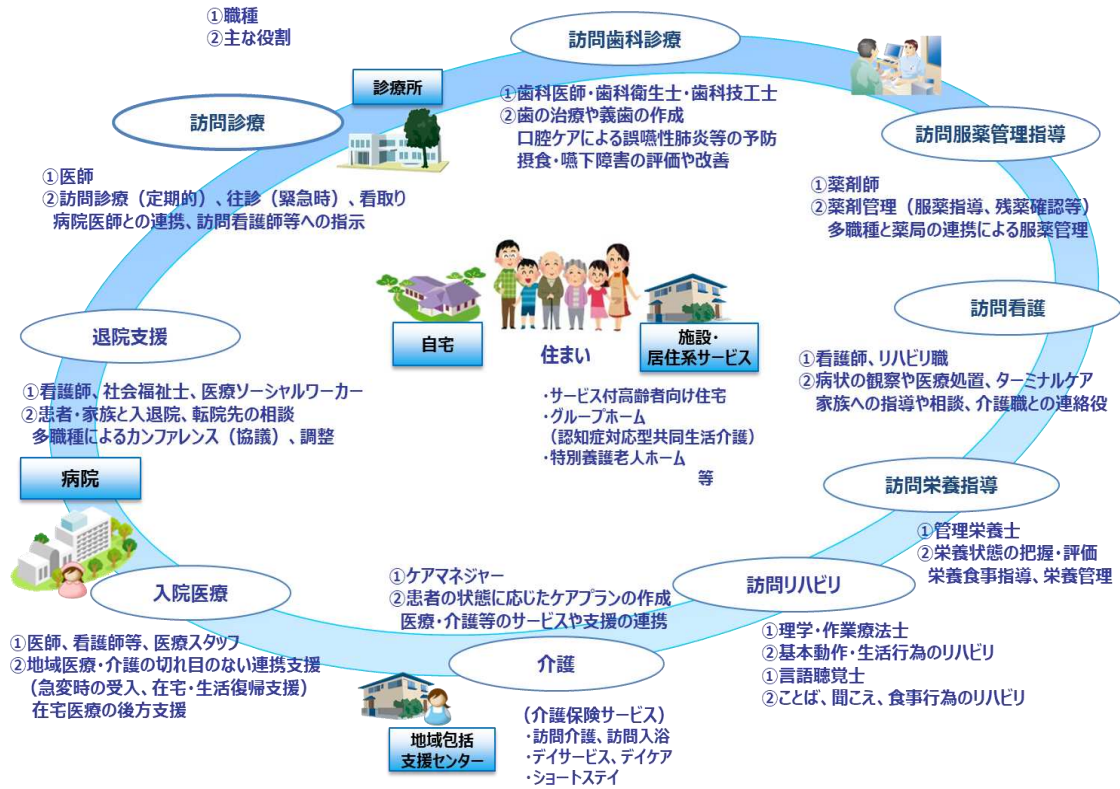 ①職種
②主な役割
訪問歯科診療
①歯科医師・歯科衛生士・歯科技工士
②歯の治療や義歯の作成
口腔ケアによる誤嚥性肺炎等の予防
摂食・嚥下障害の評価や改善
診療所
訪問診療
①医師
②訪問診療（定期的）、往診（緊急時）、看取り
病院医師との連携、訪問看護師等への指示
訪問服薬管理指導
①薬剤師
②薬剤管理（服薬指導、残薬確認等）
多職種と薬局の連携による服薬管理
訪問看護
①看護師、リハビリ職
②病状の観察や医療処置、ターミナルケア
家族への指導や相談、介護職との連絡役
自宅
住まい
施設・
居住系サービス
・サービス付高齢者向け住宅
・グループホーム
（認知症対応型共同生活介護）
・特別養護老人ホーム
等
退院支援
①看護師、社会福祉士、医療ソーシャルワーカー
②患者・家族と入退院、転院先の相談
多職種によるカンファレンス（協議）、調整
病院
訪問栄養指導
①管理栄養士
②栄養状態の把握・評価
栄養食事指導、栄養管理
入院医療
①医師、看護師等、医療スタッフ
②地域医療・介護の切れ目のない連携支援
（急変時の受入、在宅・生活復帰支援）
在宅医療の後方支援
①ケアマネジャー
②患者の状態に応じたケアプランの作成
医療・介護等のサービスや支援の連携
介護
（介護保険サービス）
・訪問介護、訪問入浴
・デイサービス、デイケア
・ショートステイ
地域包括
支援センター
訪問リハビリ
①理学・作業療法士
②基本動作・生活行為のリハビリ
①言語聴覚士
②ことば、聞こえ、食事行為のリハビリ